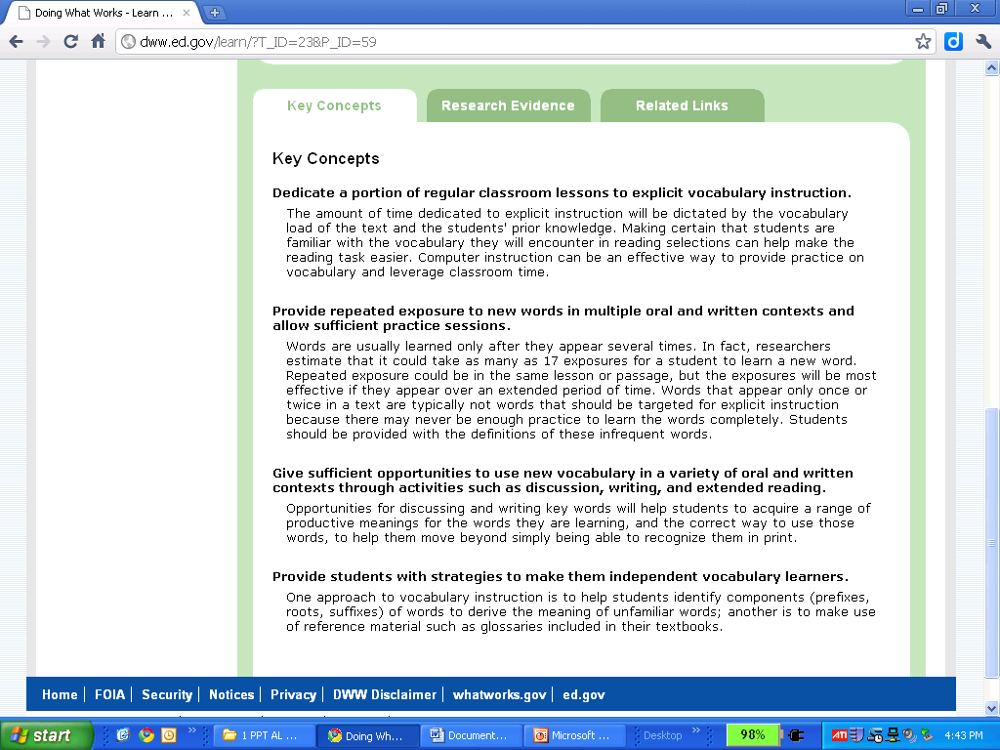 Doing What Works - Learn ...
dww.ed.gov/learn/?T_ID=23&P_ID=59
Key Concepts
Research Evidence
Related Links
Key Concepts
Dedicate a portion of regular classroom lessons to explicit vocabulary instruction.
The amount of time dedicated to explicit instruction will be dictated by the vocabulary
load of the text and the students' prior knowledge. Making certain that students are
familiar with the vocabulary they will encounter in reading selections can help make the
reading task easier. Computer instruction can be an effective way to provide practice on
vocabulary and leverage classroom time.
Provide repeated exposure to new words in multiple oral and written contexts and
allow sufficient practice sessions.
Words are usually learned only after they appear several times. In fact, researchers
estimate that it could take as many as 17 exposures for a student to learn a new word.
Repeated exposure could be in the same lesson or passage, but the exposures will be most
effective if they appear over an extended period of time. Words that appear only once or
twice in a text are typically not words that should be targeted for explicit instruction
because there may never be enough practice to learn the words completely. Students
should be provided with the definitions of these infrequent words.
Give sufficient opportunities to use new vocabulary in a variety of oral and written
contexts through activities such as discussion, writing, and extended reading.
Opportunities for discussing and writing key words will help students to acquire a range of
productive meanings for the words they are learning, and the correct way to use those
words, to help them move beyond simply being able to recognize them in print.
Provide students with strategies to make them independent vocabulary learners.
One approach to vocabulary instruction is to help students identify components (prefixes,
roots, suffixes) of words to derive the meaning of unfamiliar words; another is to make use
of reference material such as glossaries included in their textbooks.
Home | FOIA | Security | Notices | Privacy | DWW Disclaimer | whatworks.gov | ed.gov
start
1 PPT AL ...
Doing Wh...
Document...
Microsoft ...
Desktop
98%
ATI
4:43 PM